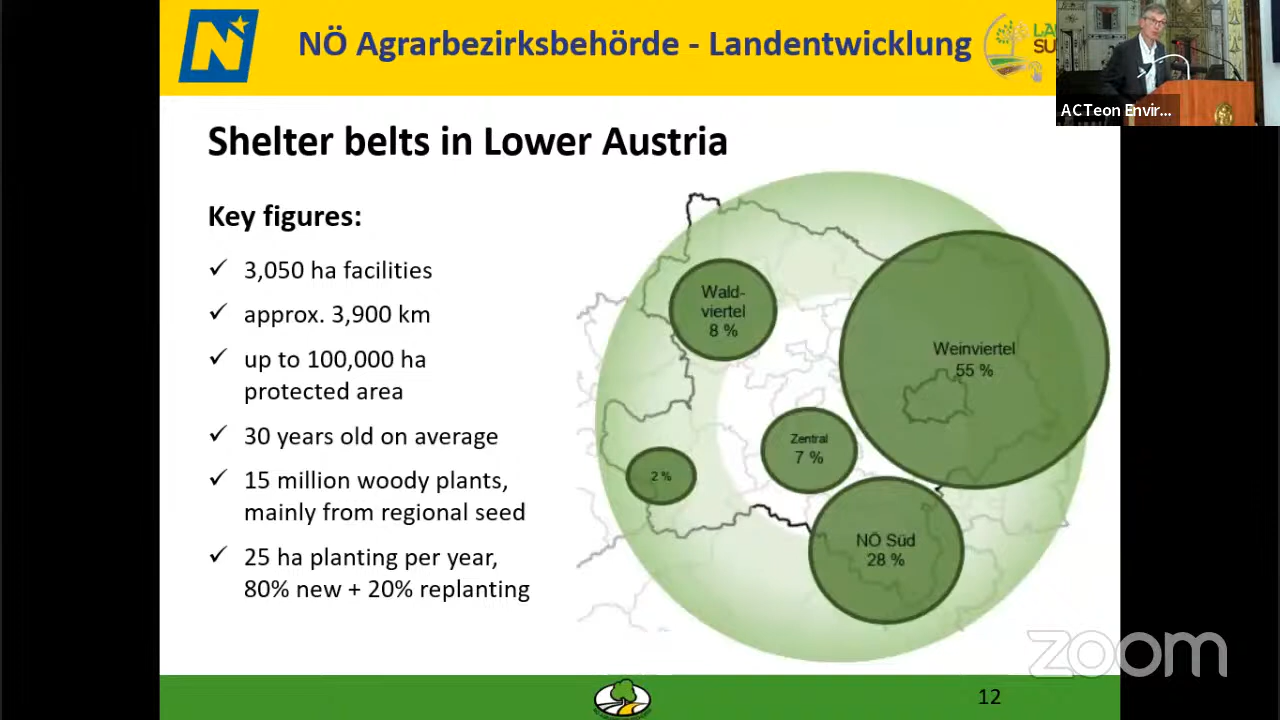 NÖ Agrarbezirksbehörde - Landentwicklung
LA
SU
ACTeon Envir...
Shelter belts in Lower Austria
Key figures:
✓ 3,050 ha facilities
✓ approx. 3,900 km
✓ up to 100,000 ha
protected area
✓ 30 years old on average
✓ 15 million woody plants,
mainly from regional seed
✓ 25 ha planting per year,
80% new + 20% replanting
Wald-
viertel
8 %
Weinviertel
55 %
Zentral
7 %
2 %
NÖ Süd
28 %
zoom
12